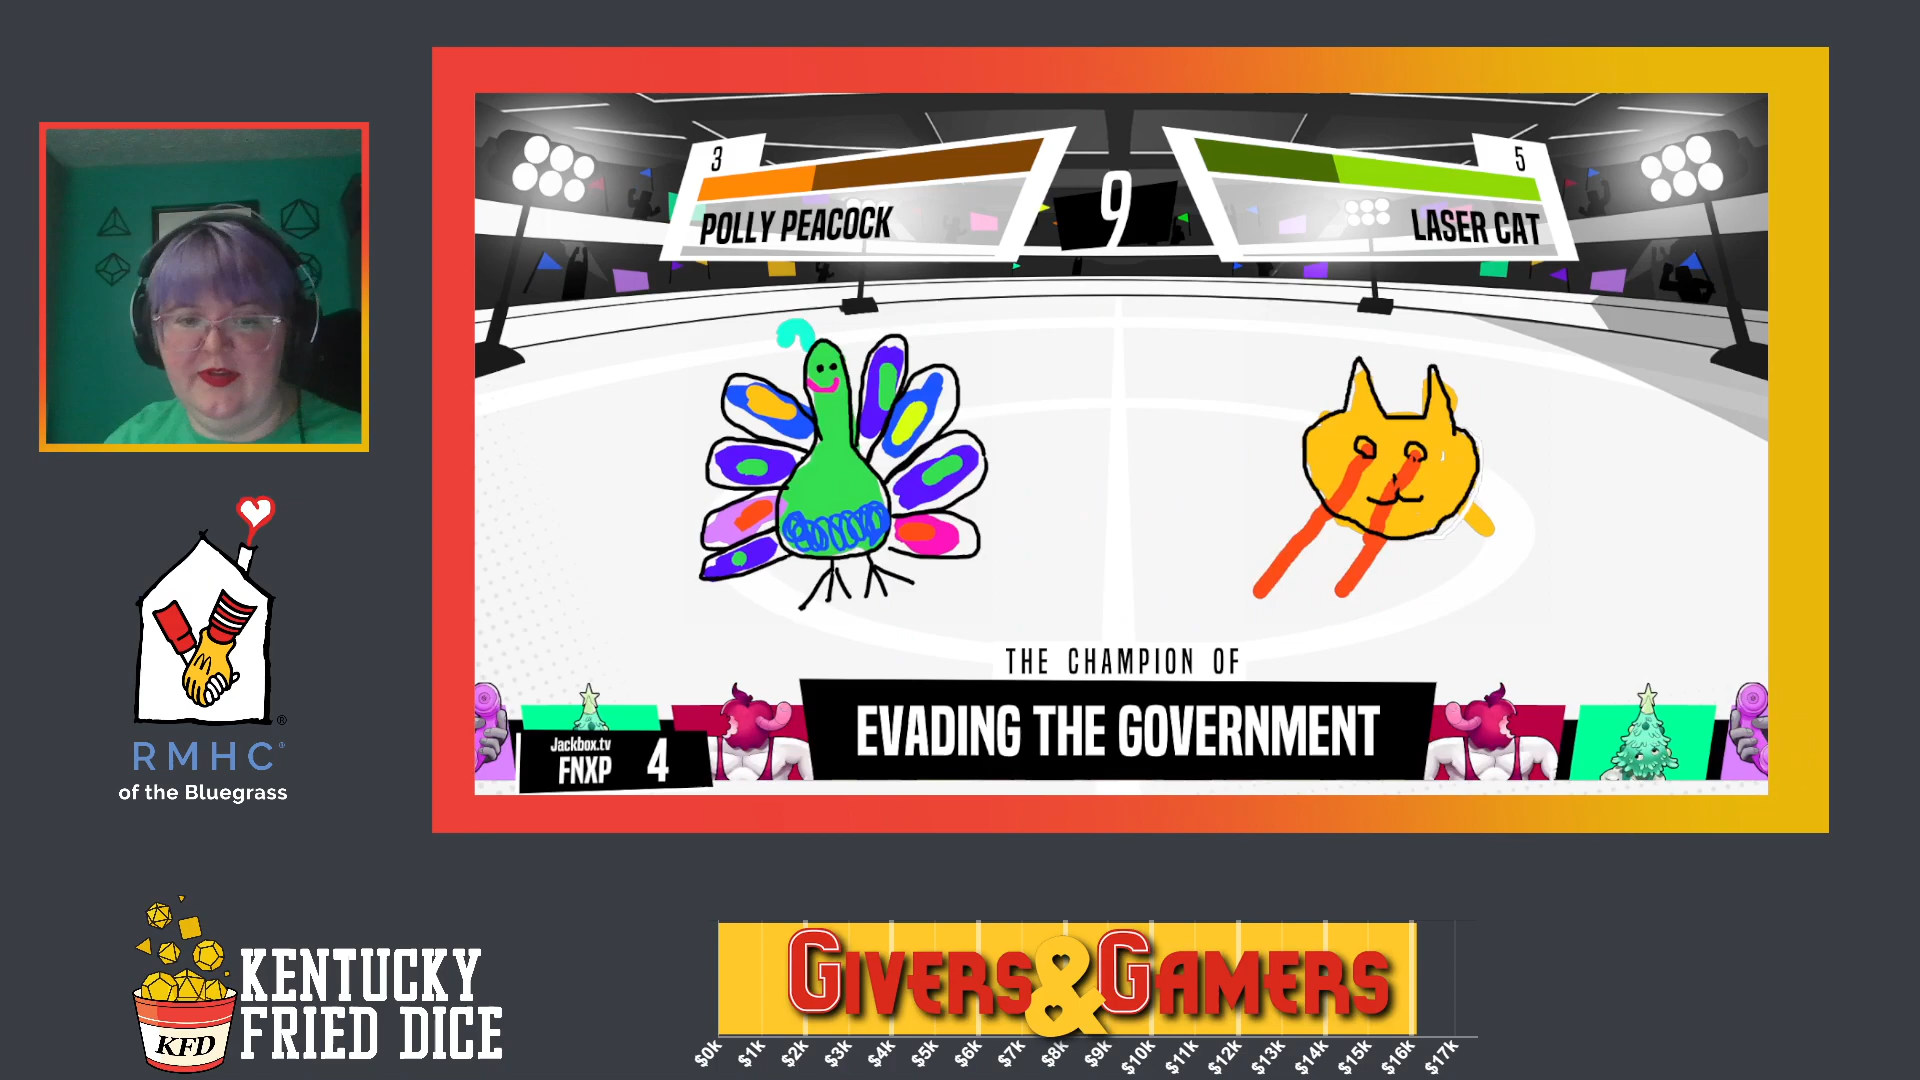 3
POLLY PEACOCK
9
5
LASER CAT
THE CHAMPION OF
EVADING THE GOVERNMENT
Jackbox.tv
FNXP
4
RMHC®
of the Bluegrass
KFD
KENTUCKY
FRIED DICE
GIVERS & GAMERS
$0k $1k $2k $3k $4k $5k $6k $7k $8k $9k $10k $11k $12k $13k $14k $15k $16k $17k